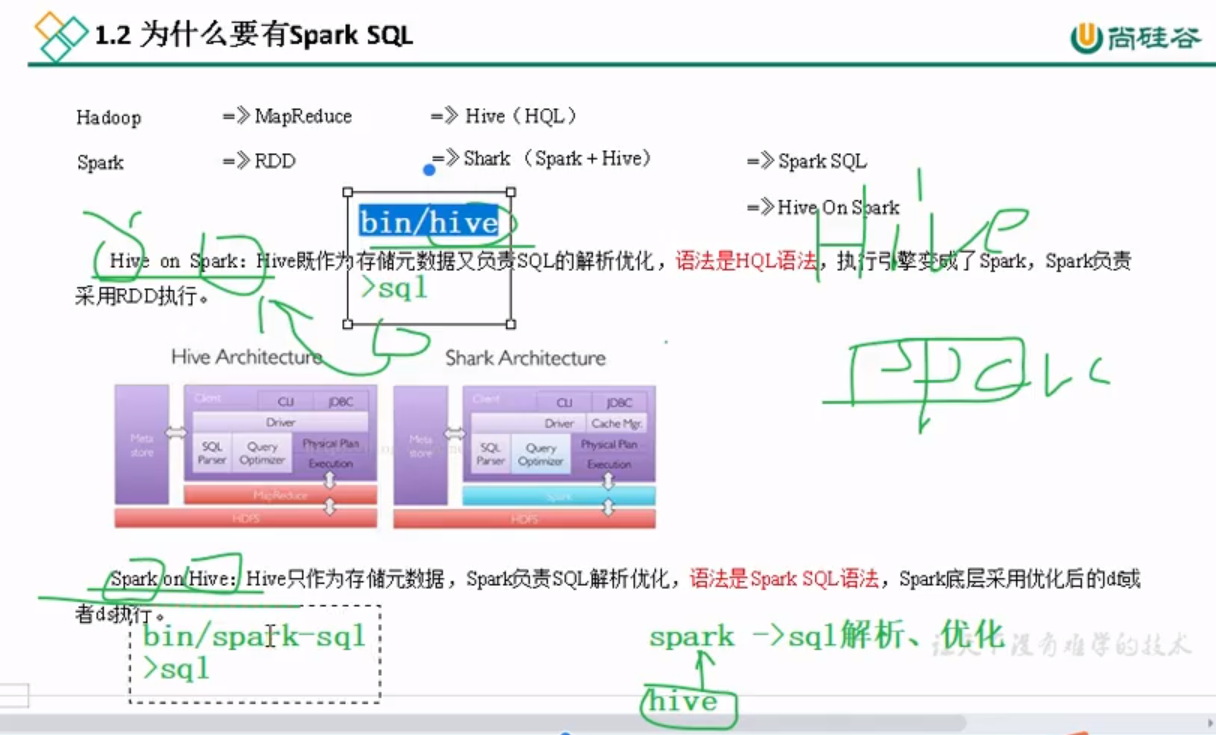 1.2 为什么要有Spark SQL
尚硅谷
Hadoop =》MapReduce =》Hive（HQL）
Spark =》RDD =》Shark （Spark + Hive） =》Spark SQL
=》Hive On Spark
bin/hive
Hive
Hive on Spark：Hive既作为存储元数据又负责SQL的解析优化，语法是HQL语法，执行引擎变成了Spark，Spark负责
采用RDD执行。
>sql
Hive Architecture Shark Architecture
Client Client
CLI JDBC CLI JDBC
Driver Driver Cache Mgr.
Meta store SQL Parser Query Optimizer Physical Plan Execution Meta store SQL Parser Query Optimizer Physical Plan Execution
MapReduce Spark
HDFS HDFS
Spark on Hive：Hive只作为存储元数据，Spark负责SQL解析优化，语法是Spark SQL语法，Spark底层采用优化后的df或
者ds执行。
bin/spark-sql
>sql
spark ->sql解析、优化
让天下没有难学的技术
hive